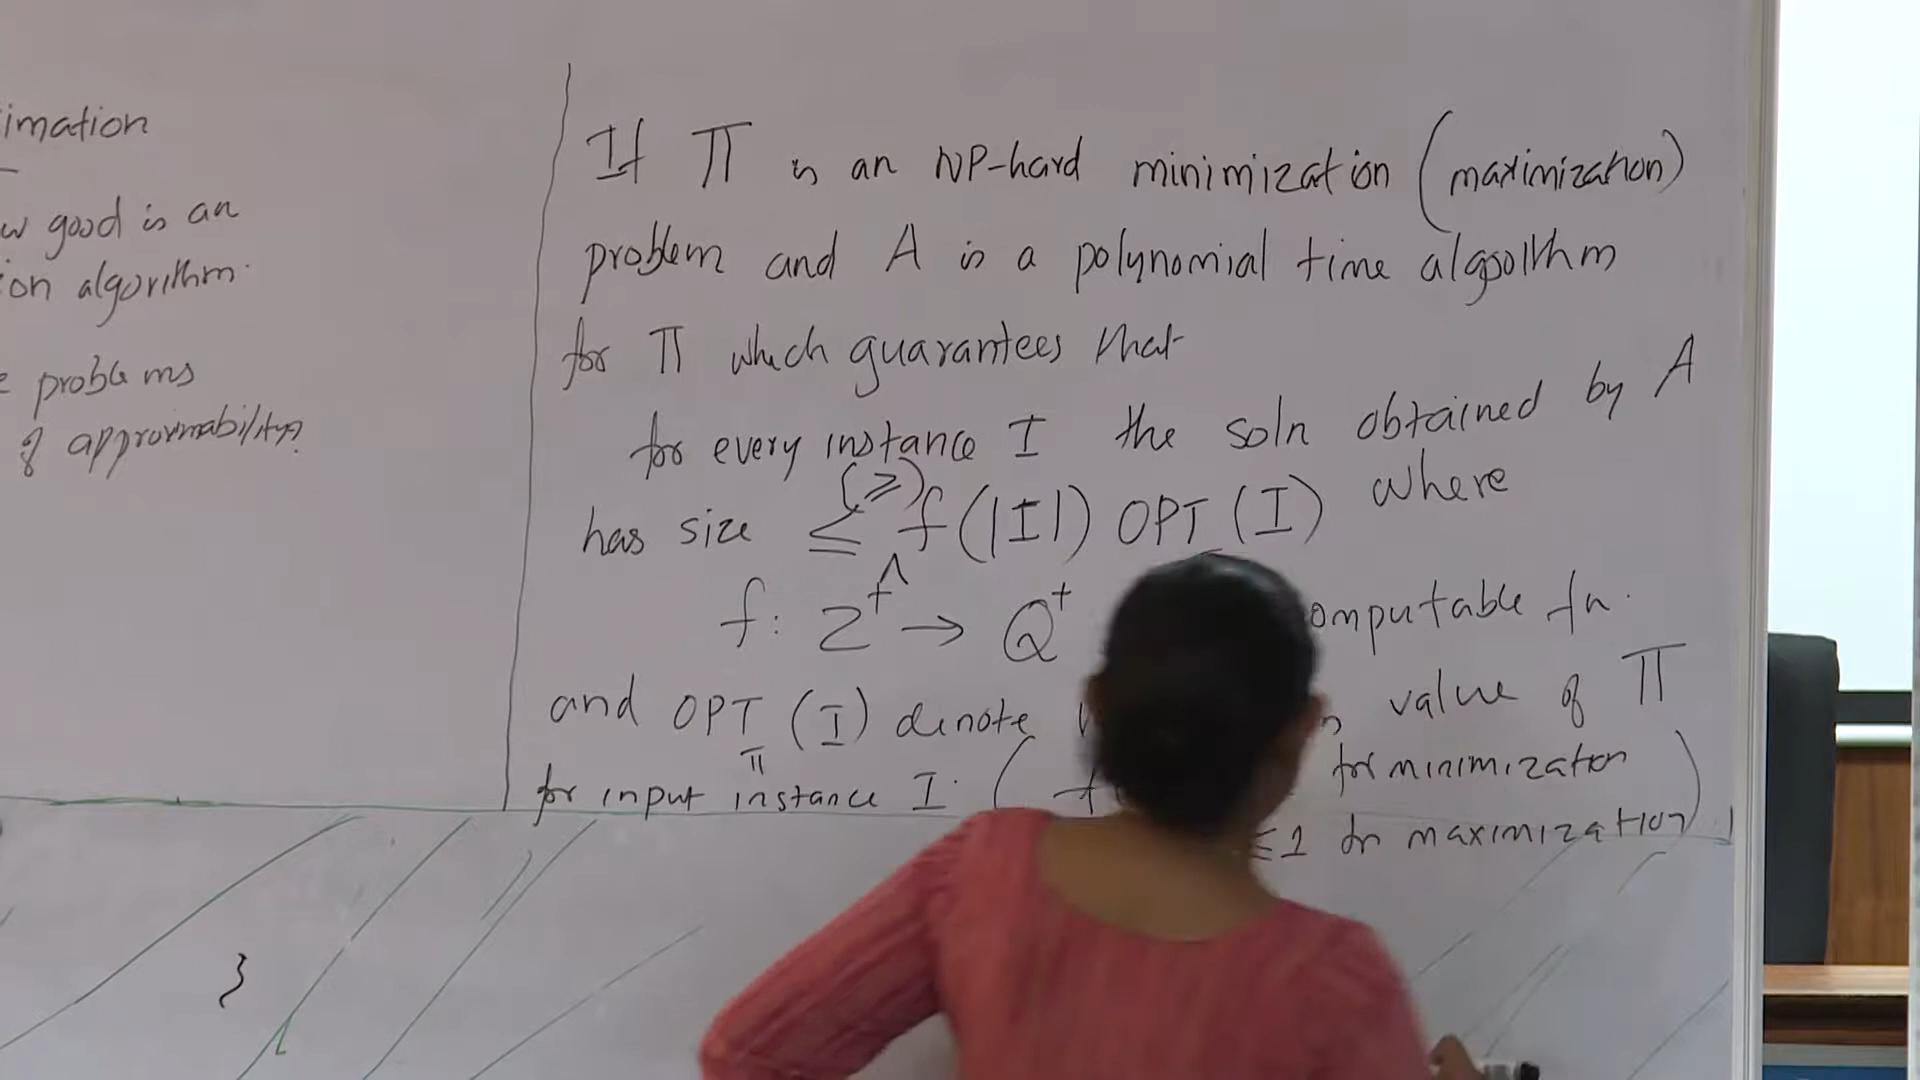 imation
good is an
ion algorithm.
problems
of approximability?
If Π is an NP-hard minimization (maximization)
problem and A is a polynomial time algorithm
for Π which guarantees that
for every instance I the soln obtained by A
(≥)
has size ≤ f(|I|) OPT (I) where
f: Z⁺ → Q⁺ omputable fn.
and OPT_Π (I) denote value of Π
for input instance I. ( for minimization
≤1 for maximization)
}